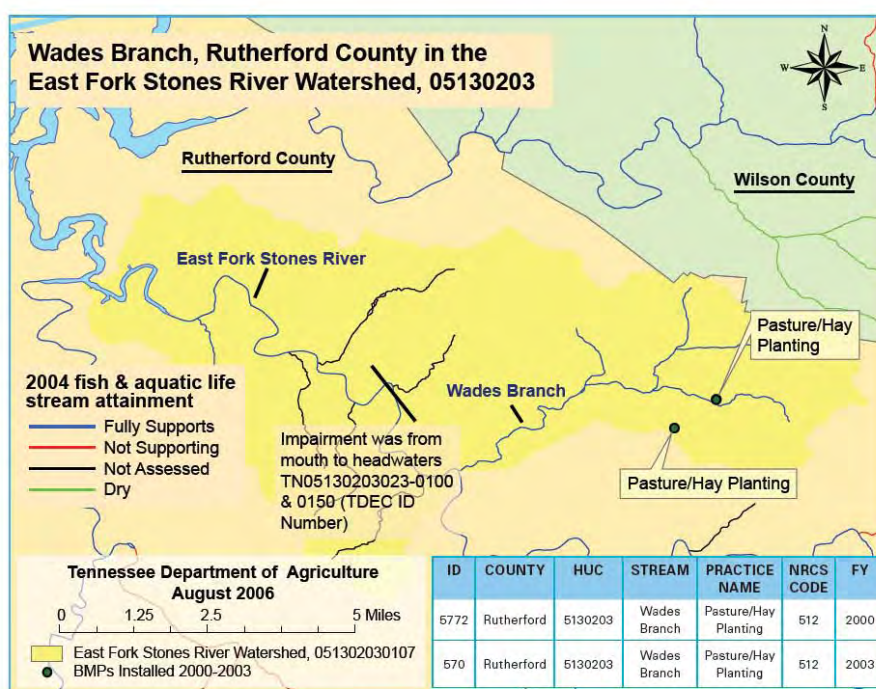 Wades Branch, Rutherford County in the
East Fork Stones River Watershed, 05130203
N
W E
S
Rutherford County
Wilson County
East Fork Stones River
Pasture/Hay
Planting
2004 fish & aquatic life
stream attainment
Fully Supports
Not Supporting
Not Assessed
Dry
Wades Branch
Impairment was from
mouth to headwaters
TN05130203023-0100
& 0150 (TDEC ID
Number)
Pasture/Hay Planting
Tennessee Department of Agriculture
August 2006
0 1.25 2.5 5 Miles
East Fork Stones River Watershed, 051302030107
BMPs Installed 2000-2003
ID COUNTY HUC STREAM PRACTICE NAME NRCS CODE FY
5772 Rutherford 5130203 Wades Branch Pasture/Hay Planting 512 2000
570 Rutherford 5130203 Wades Branch Pasture/Hay Planting 512 2003